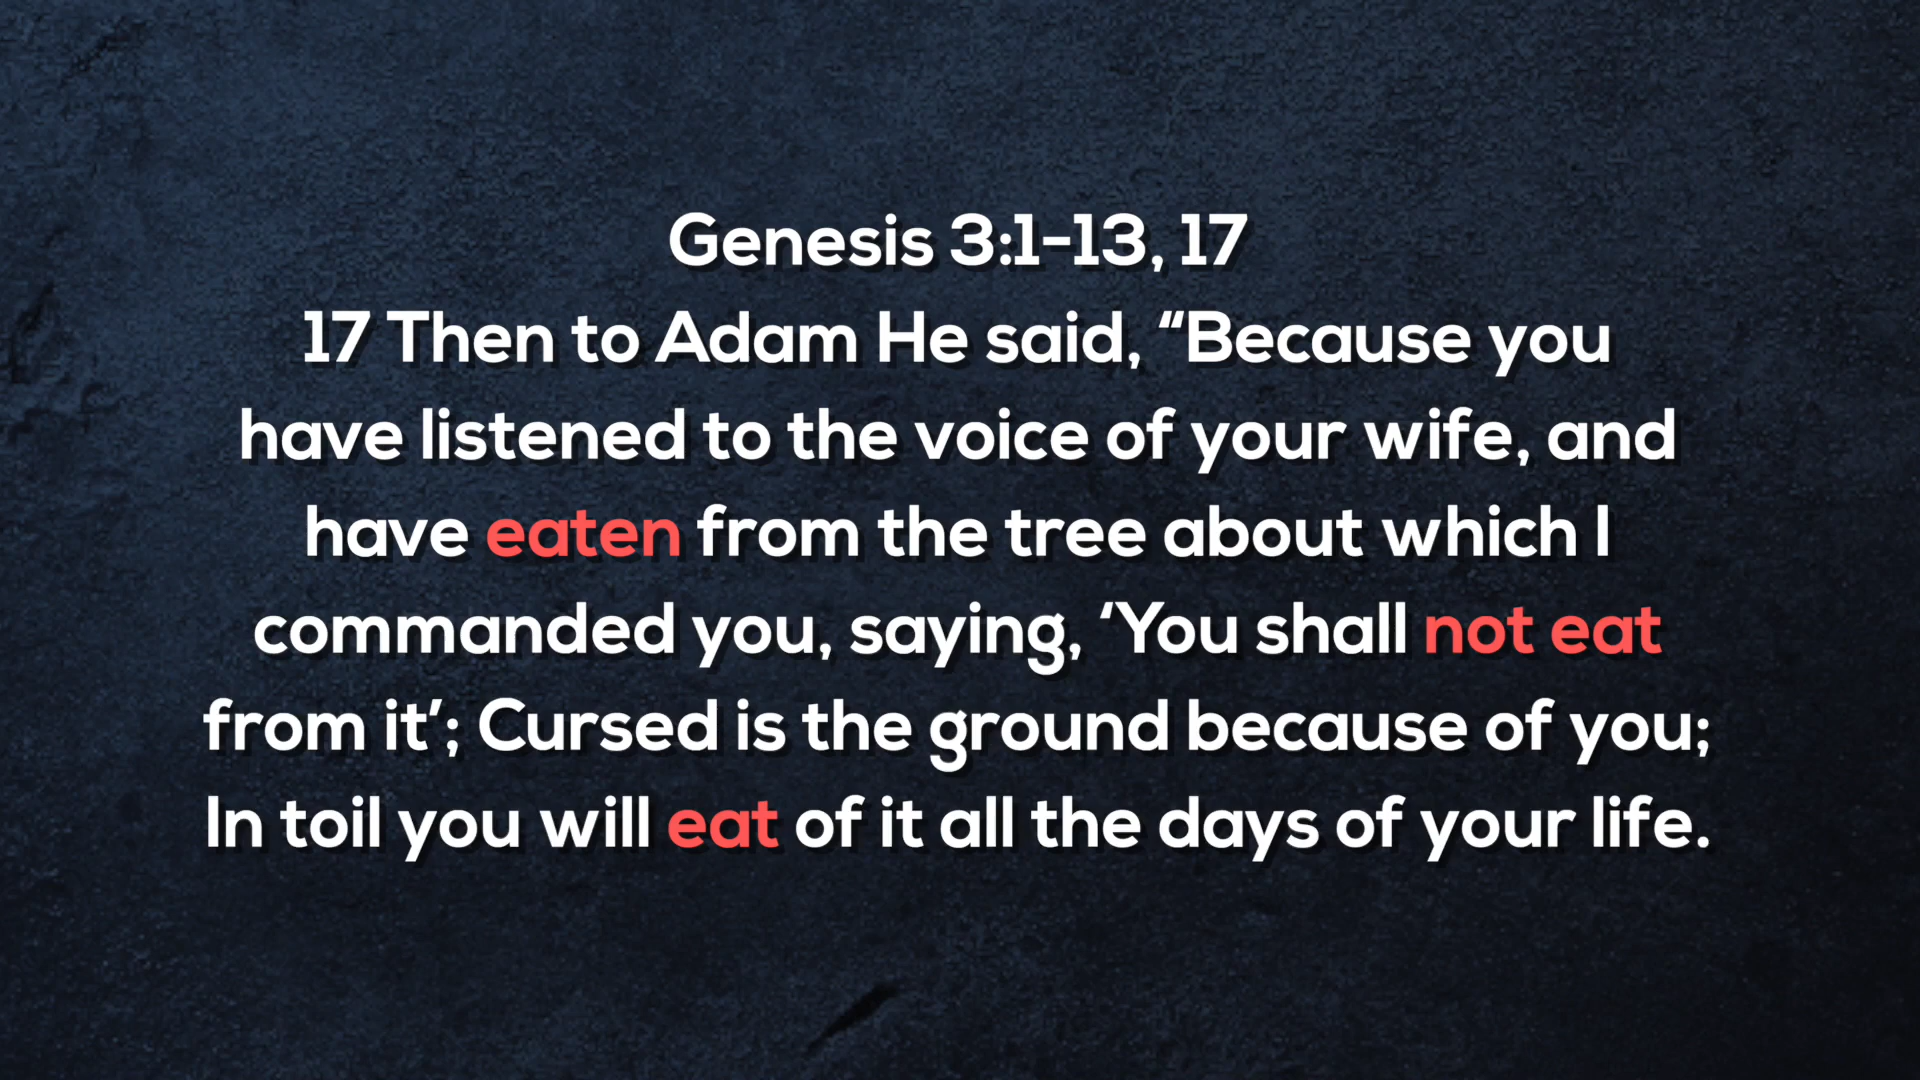 Genesis 3:1-13, 17
17 Then to Adam He said, “Because you
have listened to the voice of your wife, and
have eaten from the tree about which I
commanded you, saying, ‘You shall not eat
from it’; Cursed is the ground because of you;
In toil you will eat of it all the days of your life.